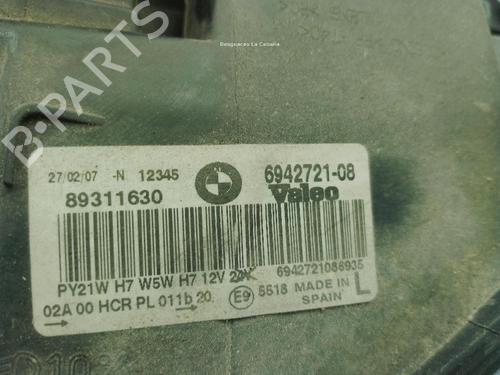 Desguaces La Cabaña
B-PARTS
27/02/07 -N 12345
6942721-08
89311630
Valeo
PY21W H7 W5W H7 12V 24V
6942721086935
02A 00 HCR PL 011b 20
E9 5518 MADE IN SPAIN L